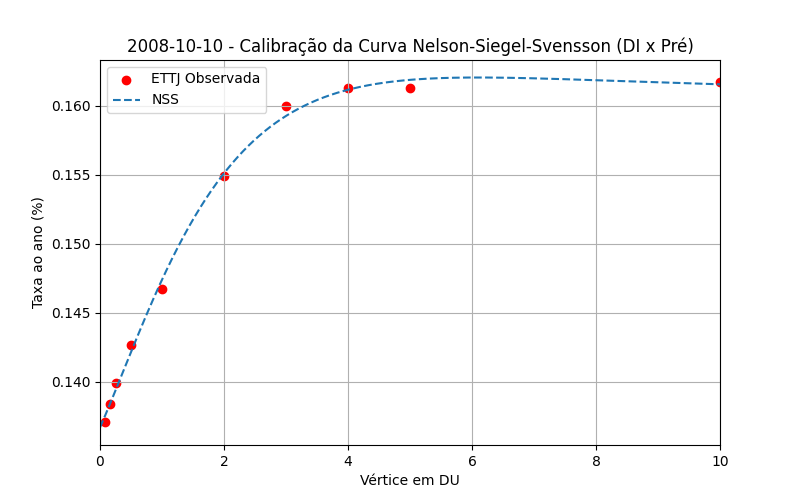 2008-10-10 - Calibração da Curva Nelson-Siegel-Svensson (DI x Pré)
ETTJ Observada
NSS
Taxa ao ano (%)
0.160
0.155
0.150
0.145
0.140
0 2 4 6 8 10
Vértice em DU